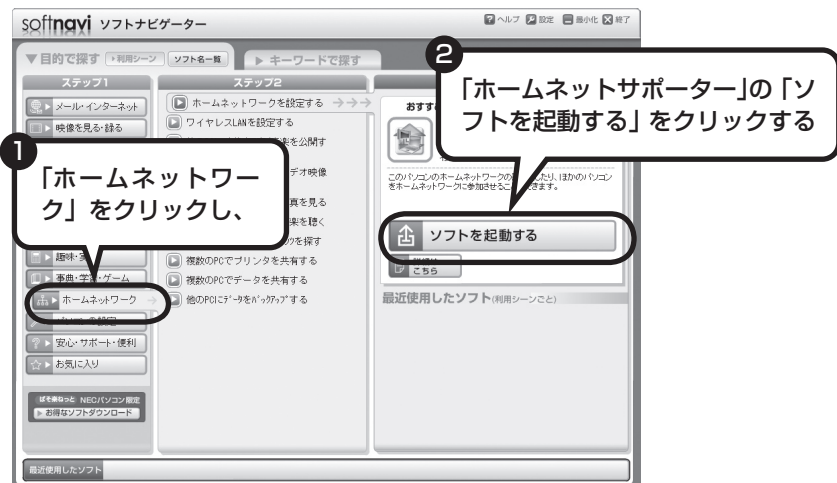 softnavi ソフトナビゲーター
ヘルプ 設定 最小化 終了
▼目的で探す ▶利用シーン ソフト名一覧 ▶ キーワードで探す
ステップ1
メール・インターネット
映像を見る・録る
趣味・実
事典・学習・ゲーム
ホームネットワーク
安心・サポート・便利
お気に入り
NECパソコン限定
お得なソフトダウンロード
ステップ2
ホームネットワークを設定する →→→
ワイヤレスLANを設定する
楽を公開す
デオ映像
真を見る
楽を聴く
を探す
複数のPCでプリンタを共有する
複数のPCでデータを共有する
他のPCにデータをバックアップする
おすす
このパソコンのホームネットワークの
たり、ほかのパソコン
をホームネットワークに参加させるこ
できます。
ソフトを起動する
こちら
最近使用したソフト(利用シーンごと)
最近使用したソフト
1
「ホームネットワー
ク」をクリックし、
2
「ホームネットサポーター」の「ソ
フトを起動する」をクリックする